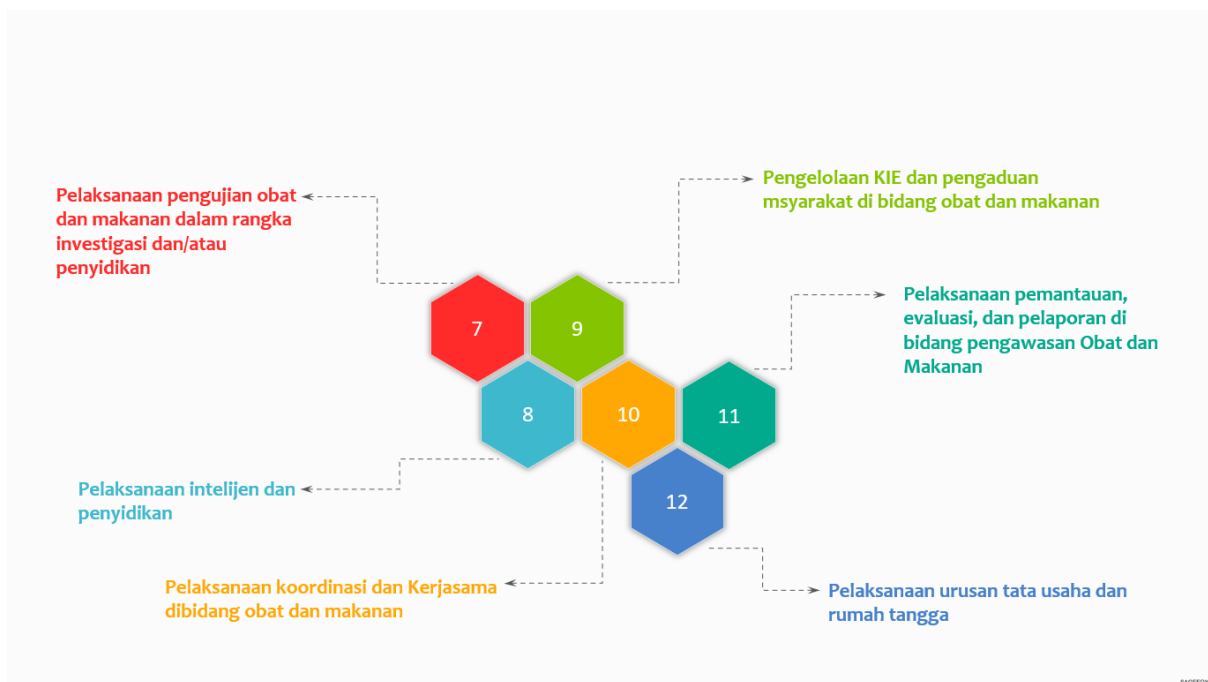 Pelaksanaan pengujian obat
dan makanan dalam rangka
investigasi dan/atau
penyidikan
Pengelolaan KIE dan pengaduan
msyarakat di bidang obat dan makanan
Pelaksanaan pemantauan,
evaluasi, dan pelaporan di
bidang pengawasan Obat dan
Makanan
7
9
8
10
11
12
Pelaksanaan intelijen dan
penyidikan
Pelaksanaan koordinasi dan Kerjasama
dibidang obat dan makanan
Pelaksanaan urusan tata usaha dan
rumah tangga